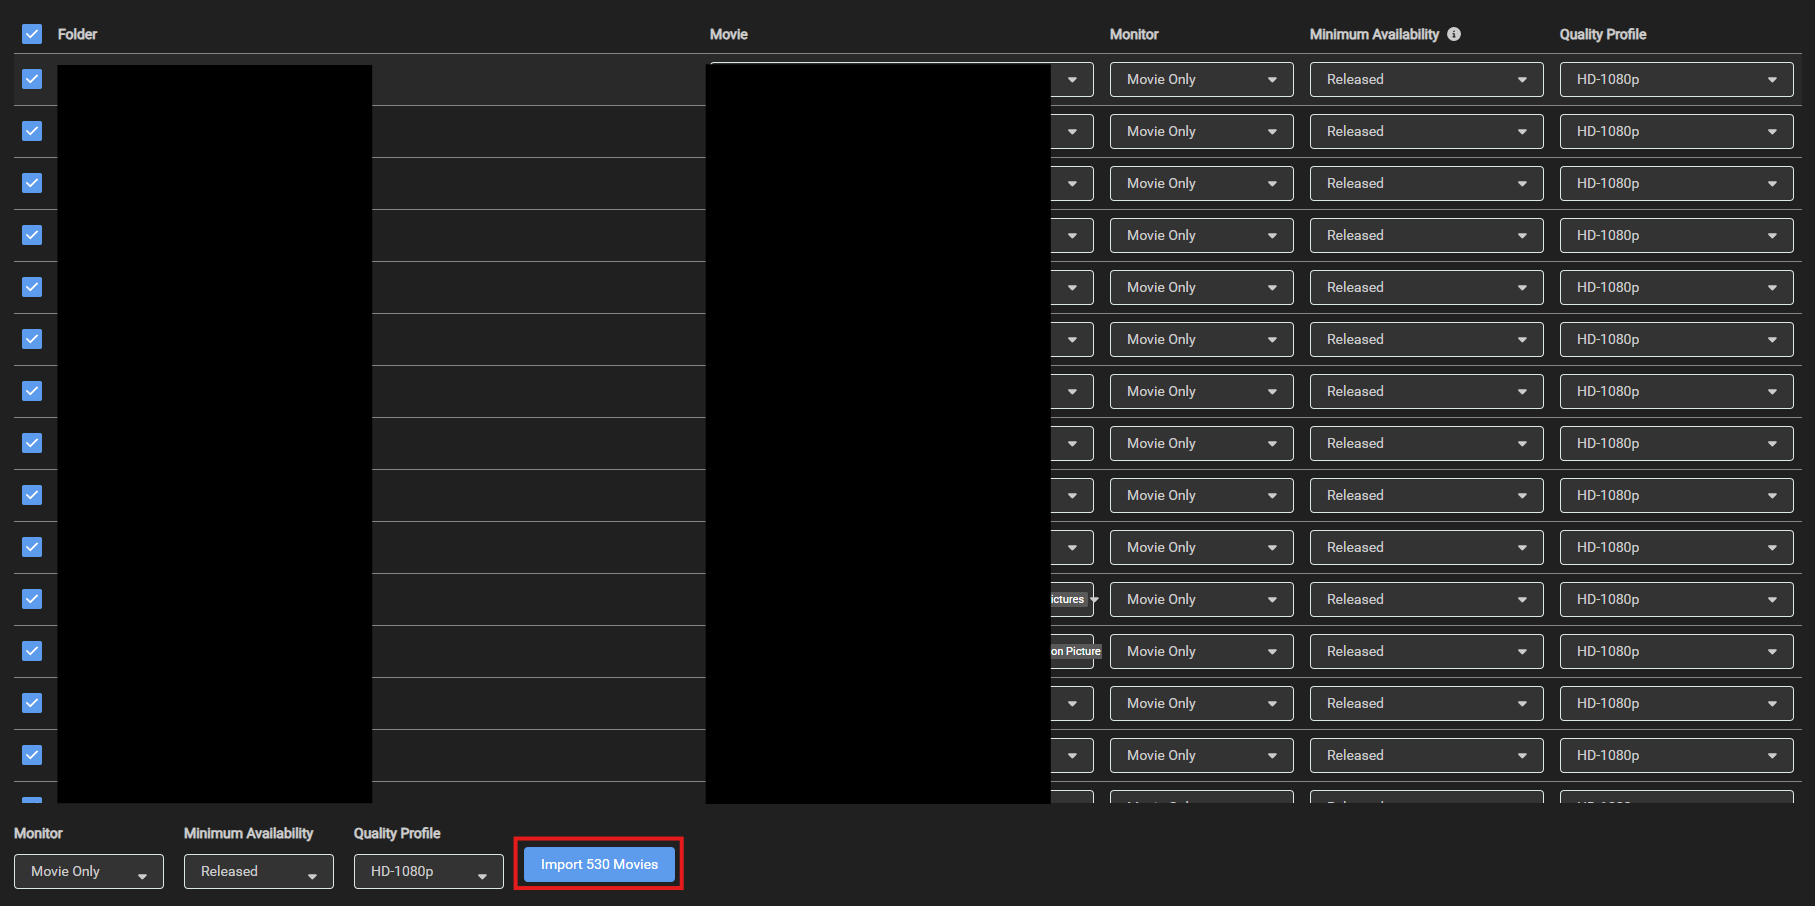 Folder Movie Monitor Minimum Availability Quality Profile
Movie Only Released HD-1080p
Movie Only Released HD-1080p
Movie Only Released HD-1080p
Movie Only Released HD-1080p
Movie Only Released HD-1080p
Movie Only Released HD-1080p
Movie Only Released HD-1080p
Movie Only Released HD-1080p
Movie Only Released HD-1080p
Movie Only Released HD-1080p
ictures Movie Only Released HD-1080p
on Picture Movie Only Released HD-1080p
Movie Only Released HD-1080p
Movie Only Released HD-1080p
Monitor Minimum Availability Quality Profile
Movie Only Released HD-1080p Import 530 Movies